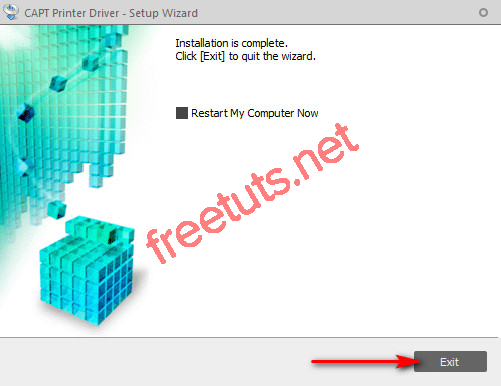 CAPT Printer Driver - Setup Wizard
Installation is complete.
Click [Exit] to quit the wizard.
Restart My Computer Now
freetuts.net
Exit